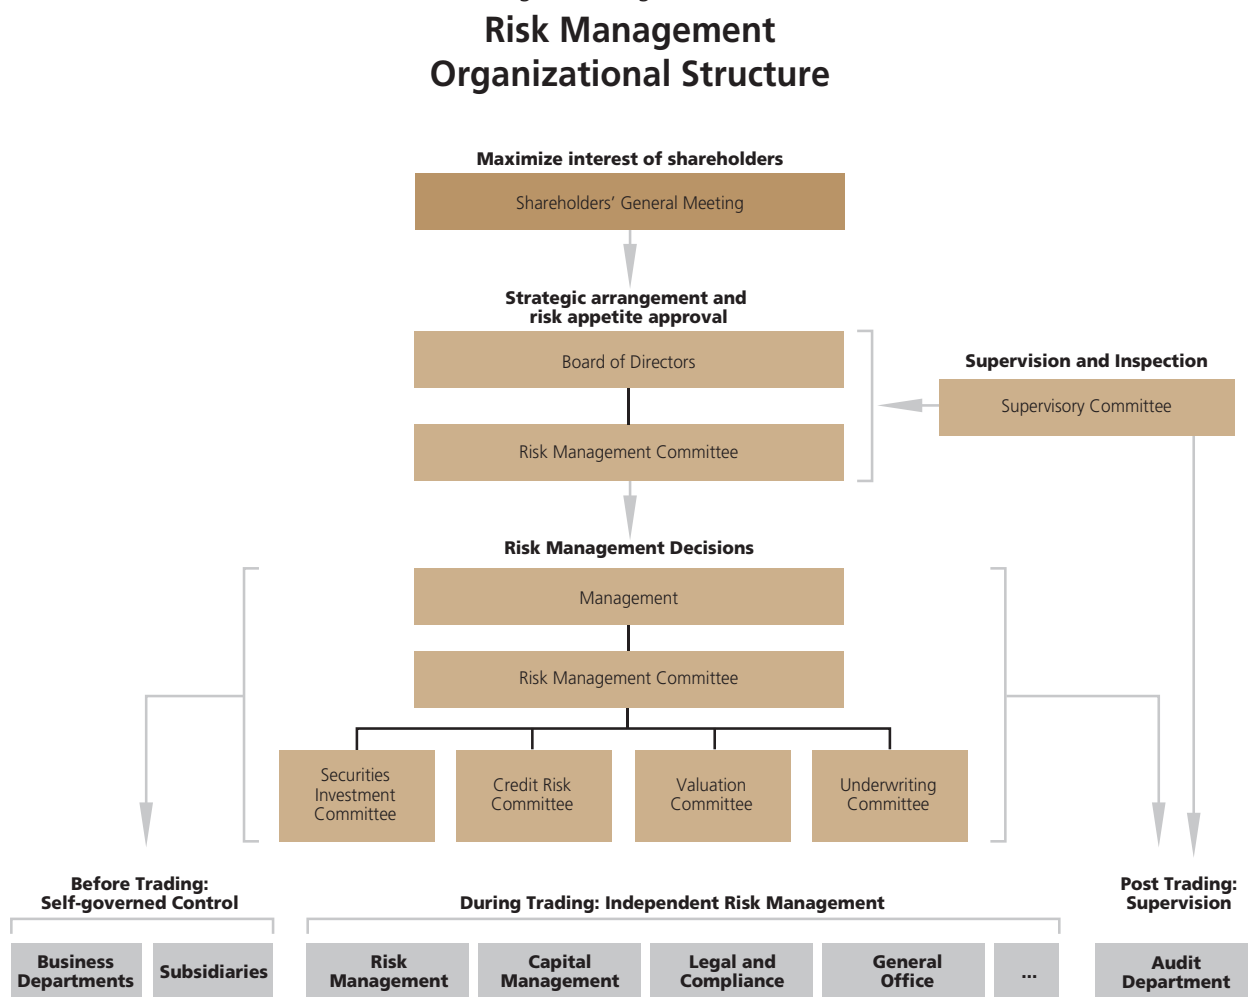 Risk Management
Organizational Structure
Maximize interest of shareholders
Shareholders’ General Meeting
Strategic arrangement and
risk appetite approval
Board of Directors
Supervision and Inspection
Supervisory Committee
Risk Management Committee
Risk Management Decisions
Management
Risk Management Committee
Securities
Investment
Committee
Credit Risk
Committee
Valuation
Committee
Underwriting
Committee
Before Trading:
Self-governed Control
During Trading: Independent Risk Management
Post Trading:
Supervision
Business
Departments
Subsidiaries
Risk
Management
Capital
Management
Legal and
Compliance
General
Office
...
Audit
Department